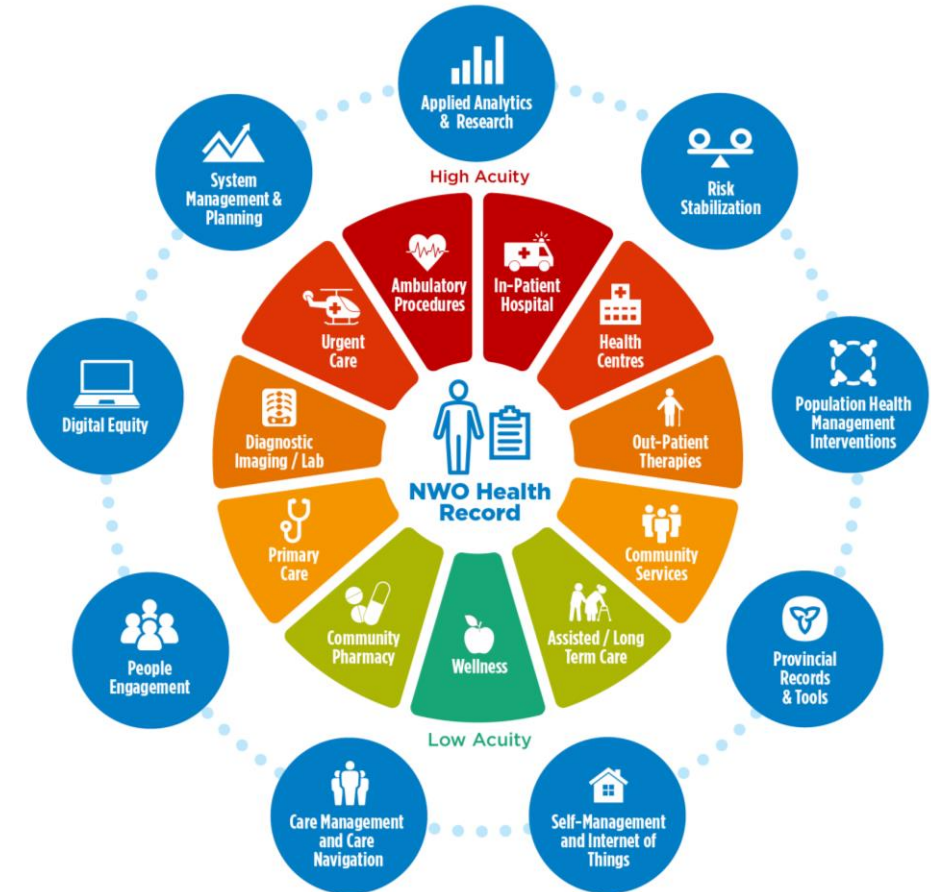 Applied Analytics
& Research
System
Management &
Planning
Risk
Stabilization
High Acuity
Ambulatory
Procedures
In-Patient
Hospital
Urgent
Care
Health
Centres
Digital Equity
Population Health
Management
Interventions
Diagnostic
Imaging / Lab
Out-Patient
Therapies
NWO Health
Record
Primary
Care
Community
Services
Community
Pharmacy
Wellness
Assisted / Long
Term Care
People
Engagement
Provincial
Records
& Tools
Low Acuity
Care Management
and Care
Navigation
Self-Management
and Internet of
Things